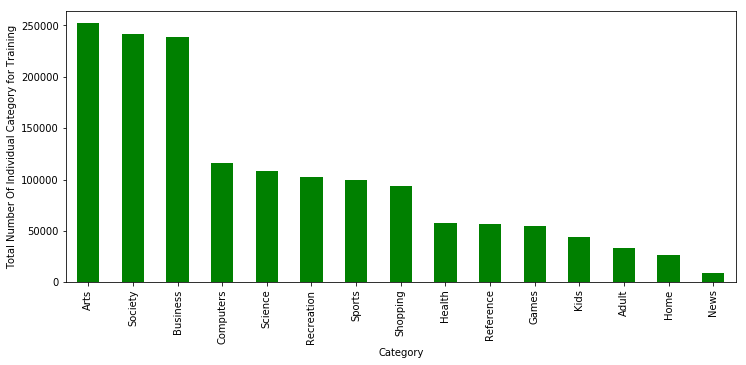 Total Number Of Individual Category for Training
250000
200000
150000
100000
50000
0
Arts
Society
Business
Computers
Science
Recreation
Sports
Shopping
Health
Reference
Games
Kids
Adult
Home
News
Category